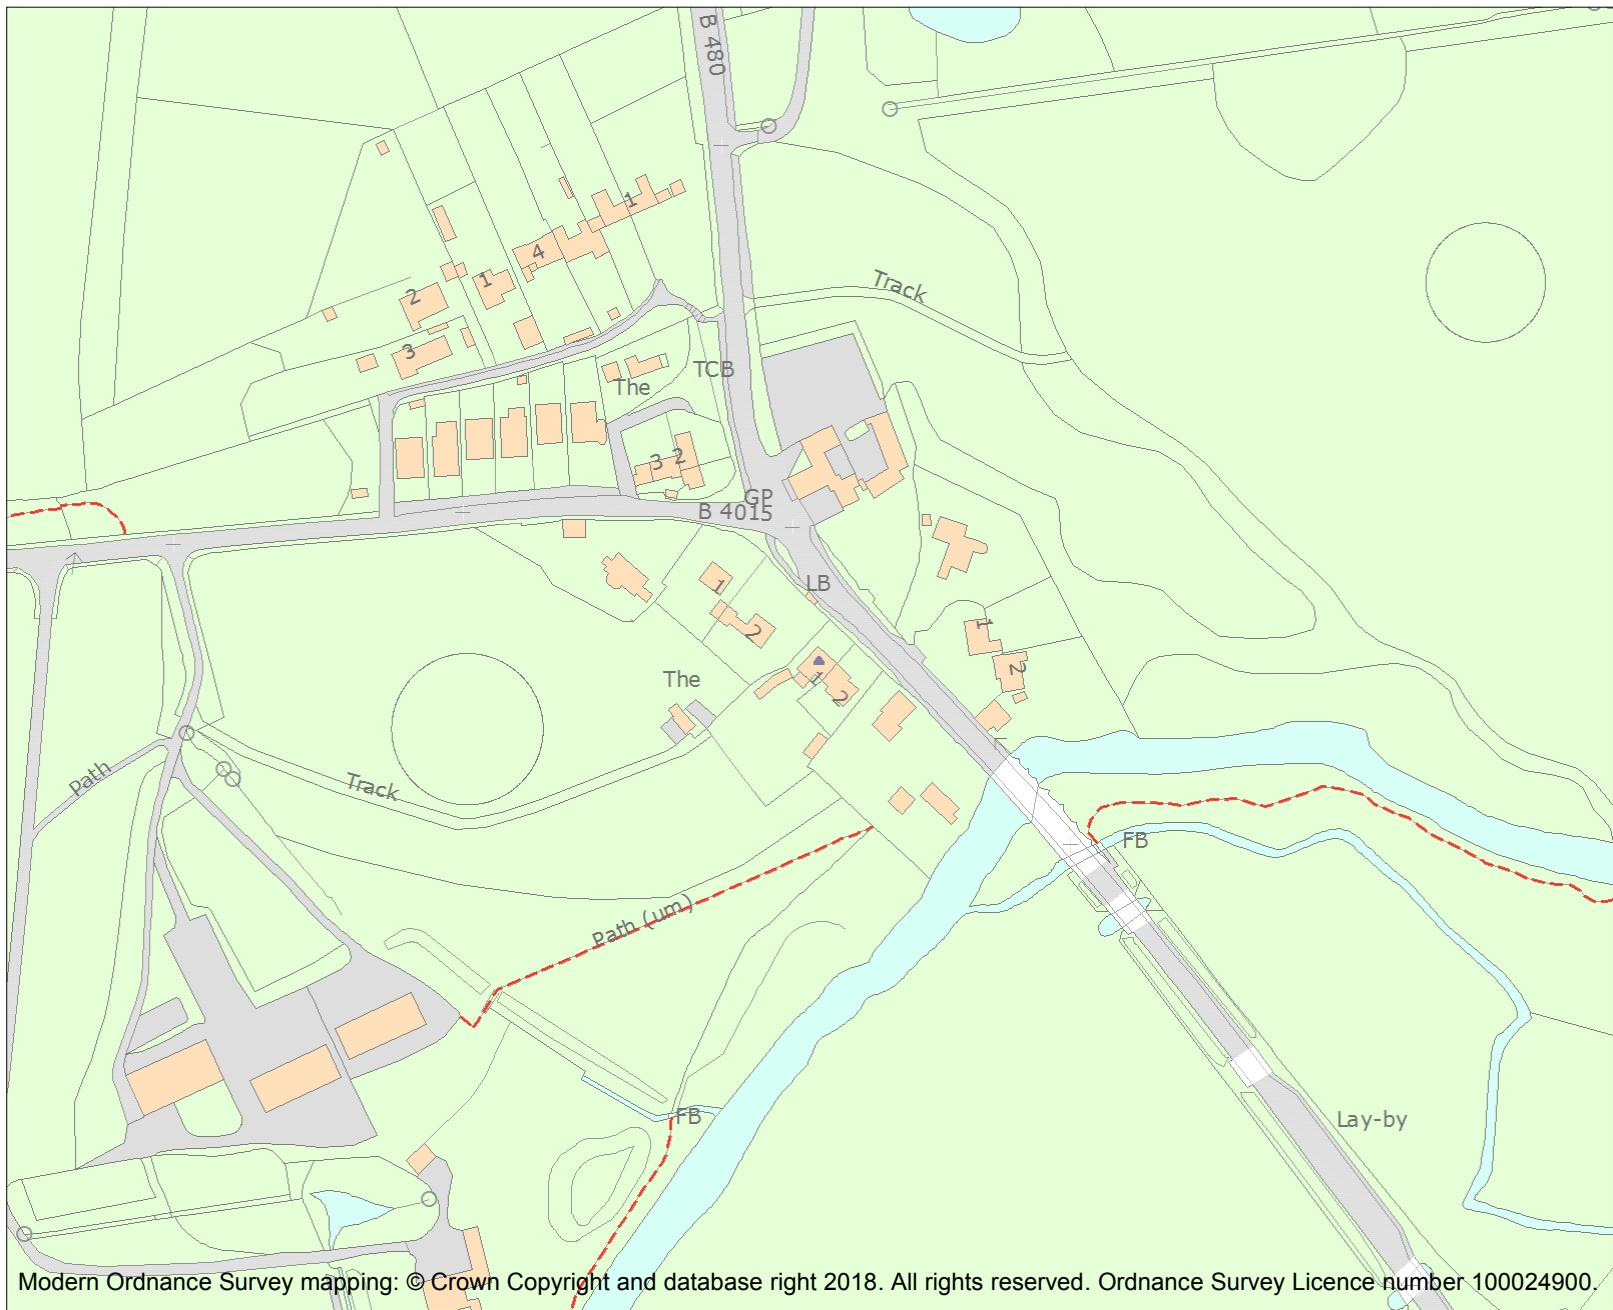 B 480
1
4
1
2
3
Track
TCB
The
3 2
GP
B 4015
LB
1
2
1
2
The
1
2
Path
Track
FB
Path (um)
FB
Lay-by
Modern Ordnance Survey mapping: © Crown Copyright and database right 2018. All rights reserved. Ordnance Survey Licence number 100024900.